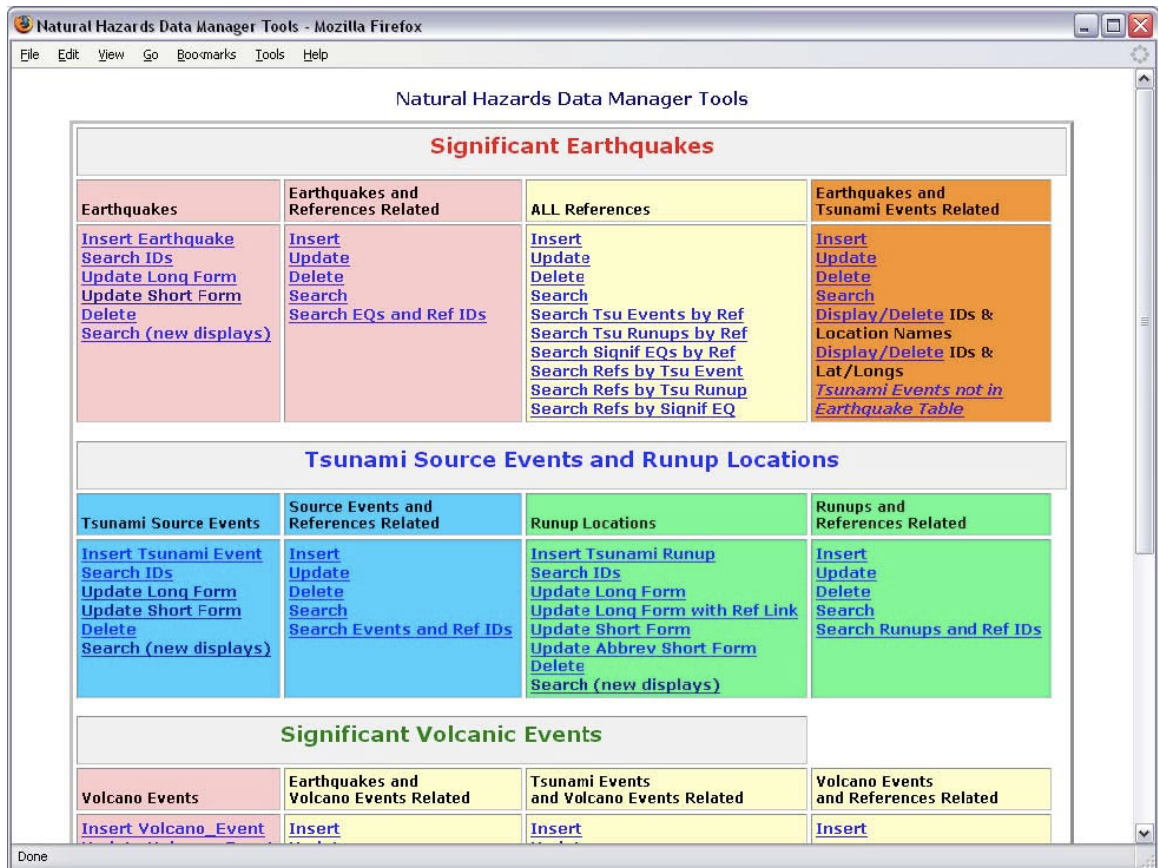 Natural Hazards Data Manager Tools - Mozilla Firefox
File Edit View Go Bookmarks Tools Help
Natural Hazards Data Manager Tools
Significant Earthquakes
Earthquakes
Earthquakes and
References Related
ALL References
Earthquakes and
Tsunami Events Related
Insert Earthquake
Search IDs
Update Long Form
Update Short Form
Delete
Search (new displays)
Insert
Update
Delete
Search
Search EQs and Ref IDs
Insert
Update
Delete
Search
Search Tsu Events by Ref
Search Tsu Runups by Ref
Search Signif EQs by Ref
Search Refs by Tsu Event
Search Refs by Tsu Runup
Search Refs by Signif EQ
Insert
Update
Delete
Search
Display/Delete IDs &
Location Names
Display/Delete IDs &
Lat/Longs
Tsunami Events not in
Earthquake Table
Tsunami Source Events and Runup Locations
Tsunami Source Events
Source Events and
References Related
Runup Locations
Runups and
References Related
Insert Tsunami Event
Search IDs
Update Long Form
Update Short Form
Delete
Search (new displays)
Insert
Update
Delete
Search
Search Events and Ref IDs
Insert Tsunami Runup
Search IDs
Update Long Form
Update Long Form with Ref Link
Update Short Form
Update Abbrev Short Form
Delete
Search (new displays)
Insert
Update
Delete
Search
Search Runups and Ref IDs
Significant Volcanic Events
Volcano Events
Earthquakes and
Volcano Events Related
Tsunami Events
and Volcano Events Related
Volcano Events
and References Related
Insert Volcano_Event
Insert
Insert
Insert
Done